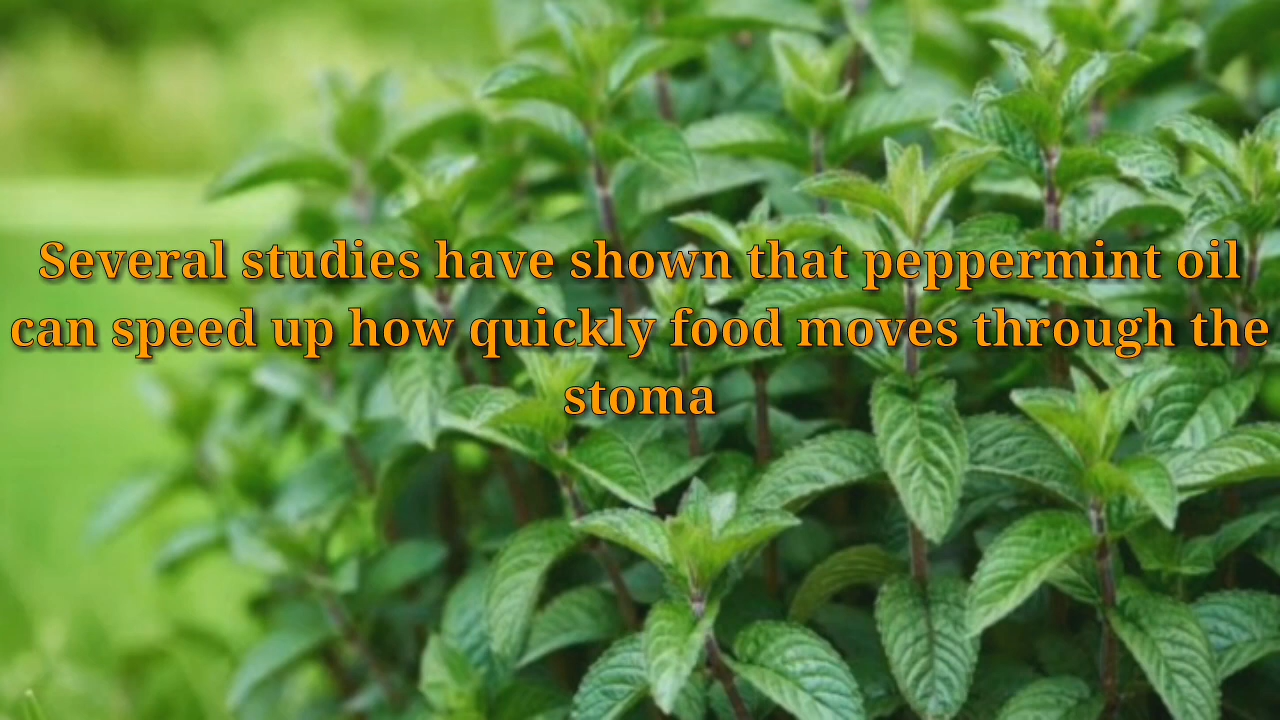 Several studies have shown that peppermint oil
can speed up how quickly food moves through the
stoma